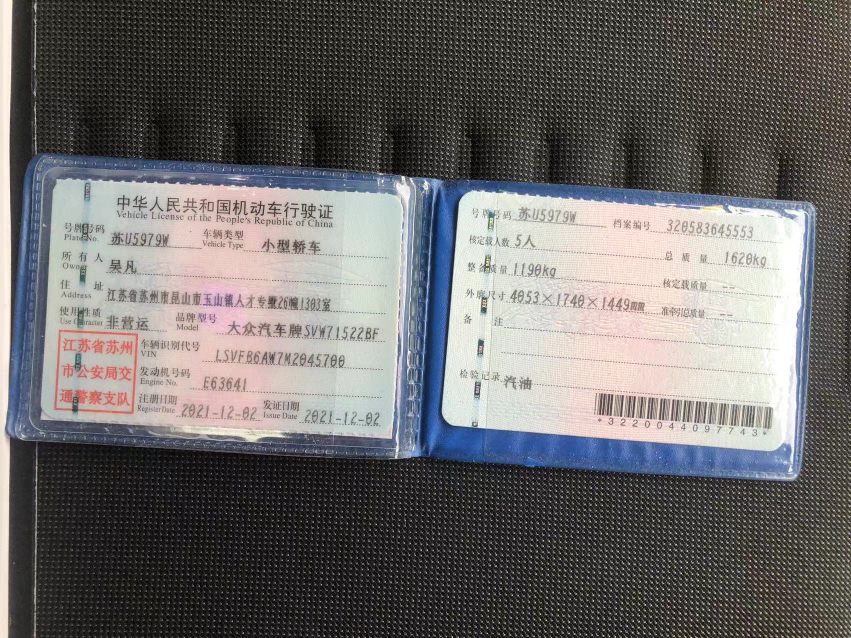 中华人民共和国机动车行驶证
Vehicle License of the People's Republic of China
号牌号码 Plate No. 苏U5979W 车辆类型 Vehicle Type 小型轿车
所有人 Owner 吴凡
住址 Address 江苏省苏州市昆山市玉山镇人才专墅26幢1303室
使用性质 Use Character 非营运 品牌型号 Model 大众汽车牌SVW71522BF
江苏省苏州
市公安局交
通警察支队
车辆识别代号 VIN LSVFB6AW7M2045700
发动机号码 Engine No. E63641
注册日期 Register Date 2021-12-02 发证日期 Issue Date 2021-12-02
号牌号码 苏U5979W 档案编号 320583645553
核定载人数 5人 总质量 1620kg
整备质量 1190kg 核定载质量 --
外廓尺寸 4053×1740×1449mm 准牵引总质量 --
备注
检验记录 汽油
*3220044097743*